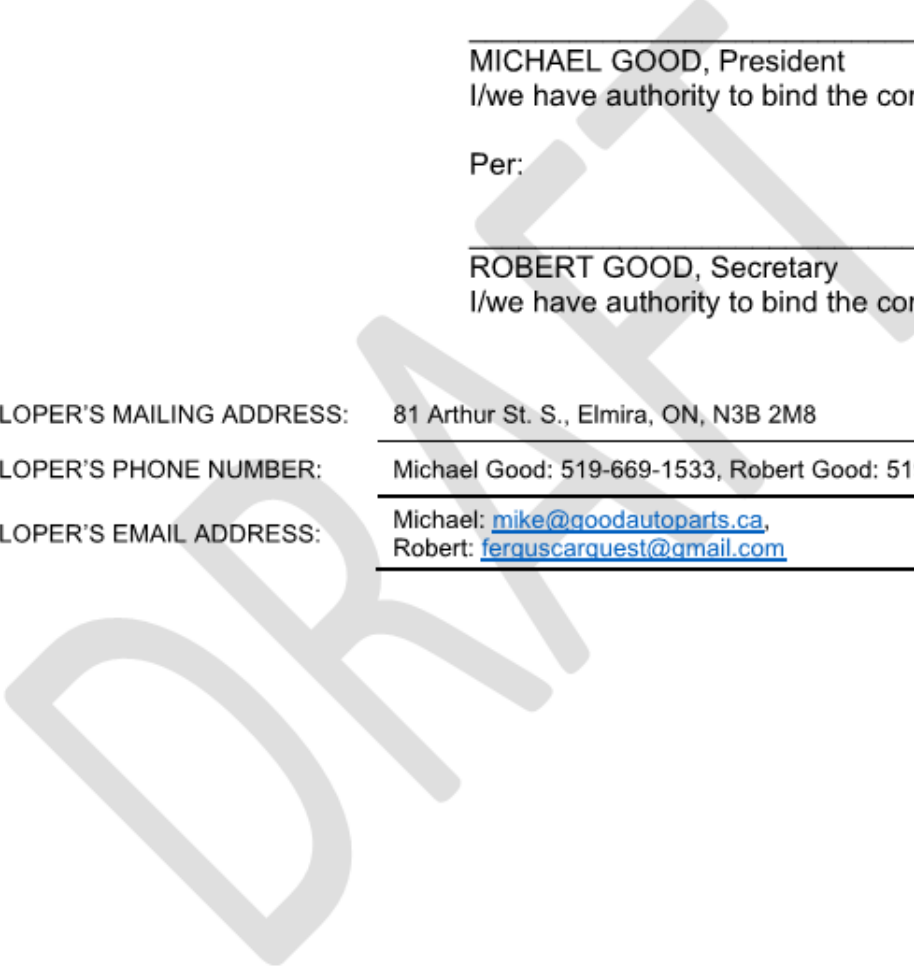 MICHAEL GOOD, President
I/we have authority to bind the cor
Per:
ROBERT GOOD, Secretary
I/we have authority to bind the cor
LOPER'S MAILING ADDRESS: 81 Arthur St. S., Elmira, ON, N3B 2M8
LOPER'S PHONE NUMBER: Michael Good: 519-669-1533, Robert Good: 51
LOPER'S EMAIL ADDRESS: Michael: mike@goodautoparts.ca,
Robert: ferguscarquest@gmail.com
DRAFT